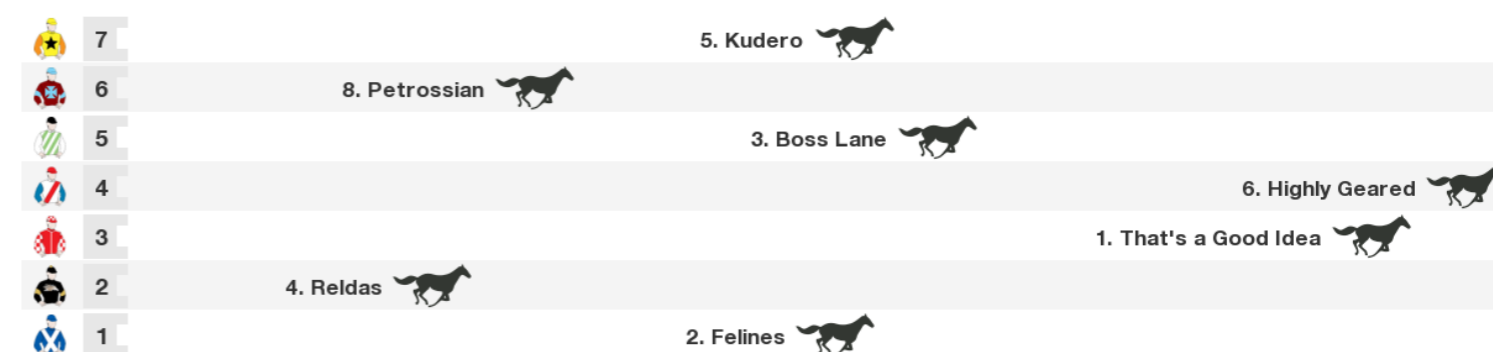 7 5. Kudero
6 8. Petrossian
5 3. Boss Lane
4 6. Highly Geared
3 1. That's a Good Idea
2 4. Reldas
1 2. Felines